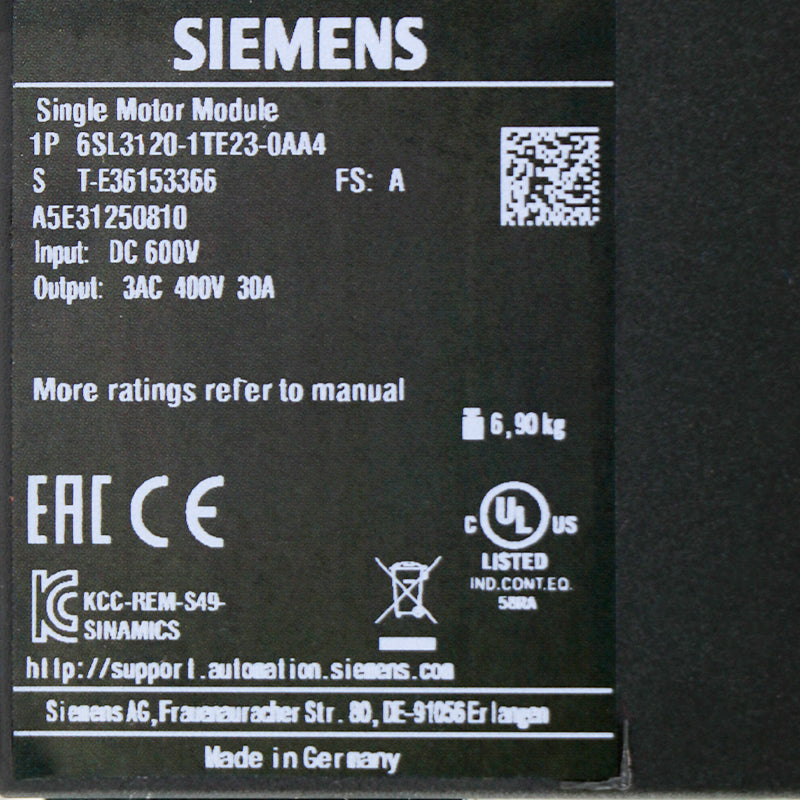 SIEMENS
Single Motor Module
1P 6SL3120-1TE23-0AA4
S T-E36153366 FS: A
A5E31250810
Input: DC 600V
Output: 3AC 400V 30A
More ratings refer to manual
6,90 kg
EAC CE
C UL US
LISTED
IND.CONT.EQ.
58RA
KCC-REM-S49-
SINAMICS
http://support.automation.siemens.com
Siemens AG, Frauenauracher Str. 80, DE-91056 Erlangen
Made in Germany